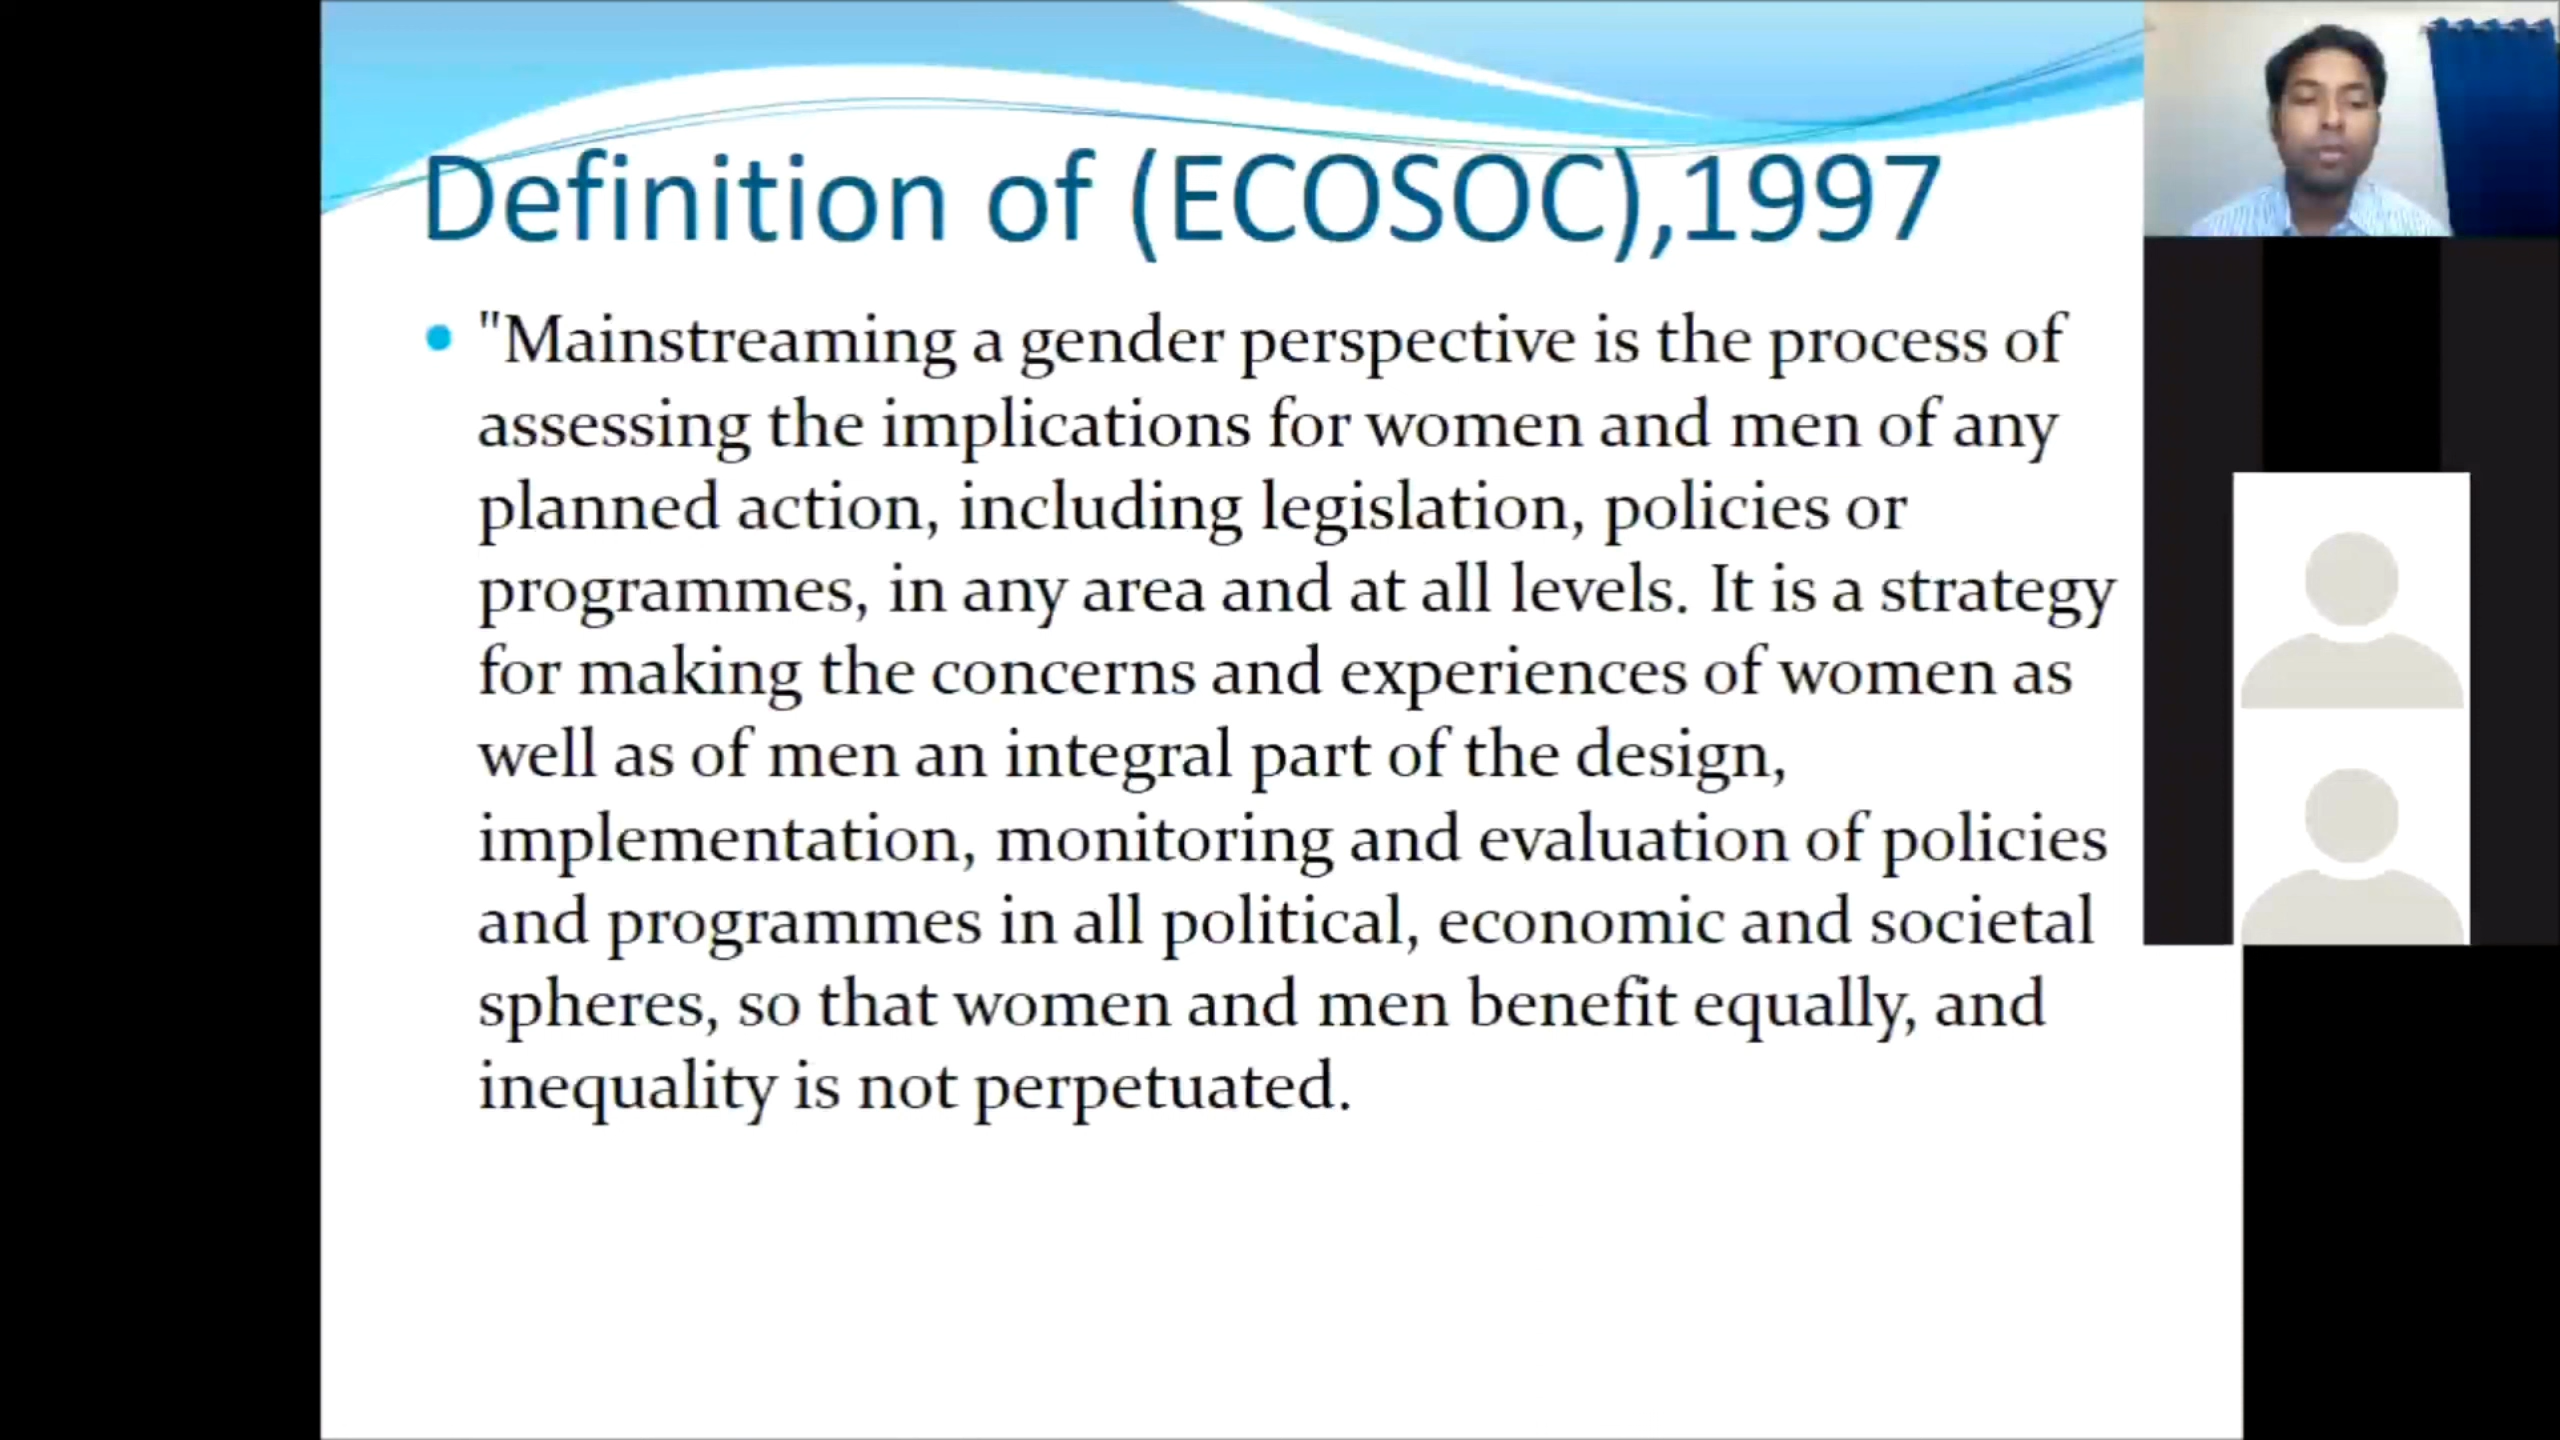 Definition of (ECOSOC),1997
• "Mainstreaming a gender perspective is the process of
assessing the implications for women and men of any
planned action, including legislation, policies or
programmes, in any area and at all levels. It is a strategy
for making the concerns and experiences of women as
well as of men an integral part of the design,
implementation, monitoring and evaluation of policies
and programmes in all political, economic and societal
spheres, so that women and men benefit equally, and
inequality is not perpetuated.